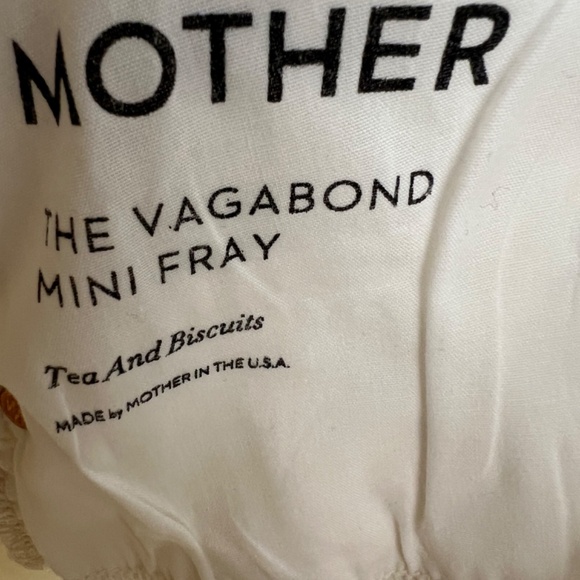 MOTHER
THE VAGABOND
MINI FRAY
Tea And Biscuits
MADE by MOTHER IN THE U.S.A.